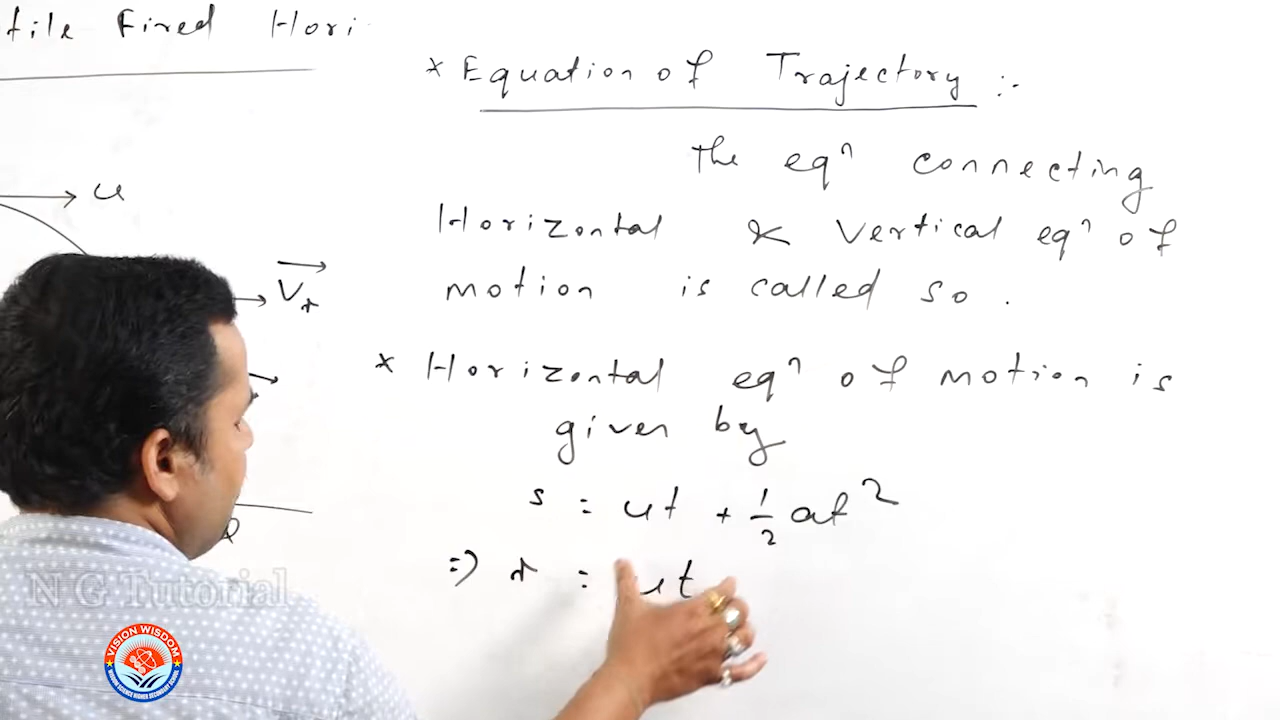 tile Fired Hori
* Equation of Trajectory :-
The eqⁿ connecting
Horizontal & Vertical eqⁿ of
motion is called so.
u
Vx
* Horizontal eqⁿ of motion is
given by
s = ut + 1/2 at²
=> x = ut
N G Tutorial
VISION WISDOM